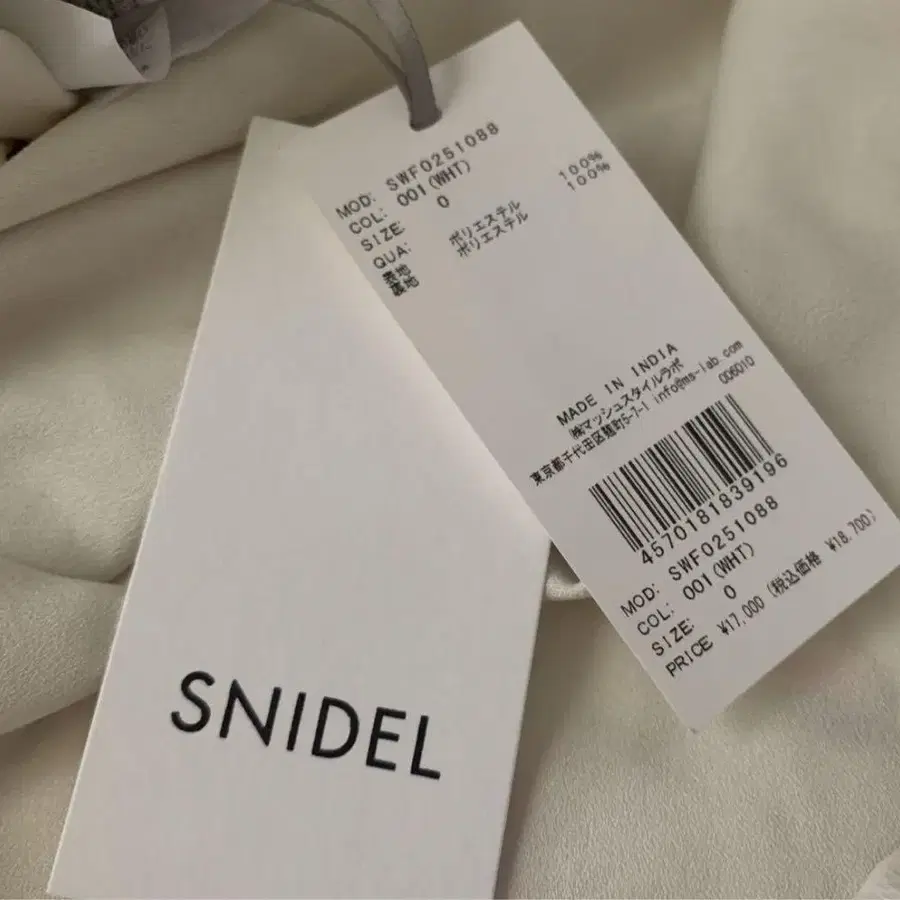 MOD: SWF0251088
COL: 001(WHT)
SIZE: 0
QUA:
表地 ポリエステル 100%
裏地 ポリエステル 100%
MADE IN INDIA
㈱マッシュスタイルラボ
東京都千代田区麹町5-7-1 info@ms-lab.com
0D6010
4570181839196
MOD: SWF0251088
COL: 001(WHT)
SIZE: 0
PRICE ¥17,000 (税込価格 ¥18,700)
SNIDEL